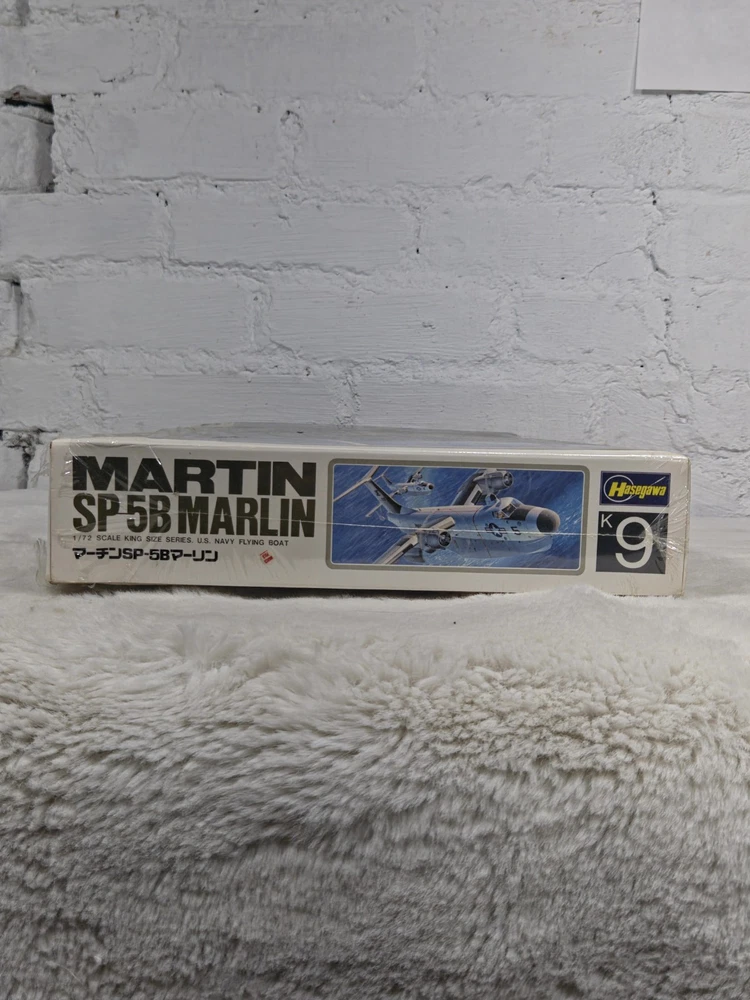 MARTIN
SP-5B MARLIN
1/72 SCALE KING SIZE SERIES. U.S. NAVY FLYING BOAT
マーチンSP-5Bマーリン
Hasegawa
K
9